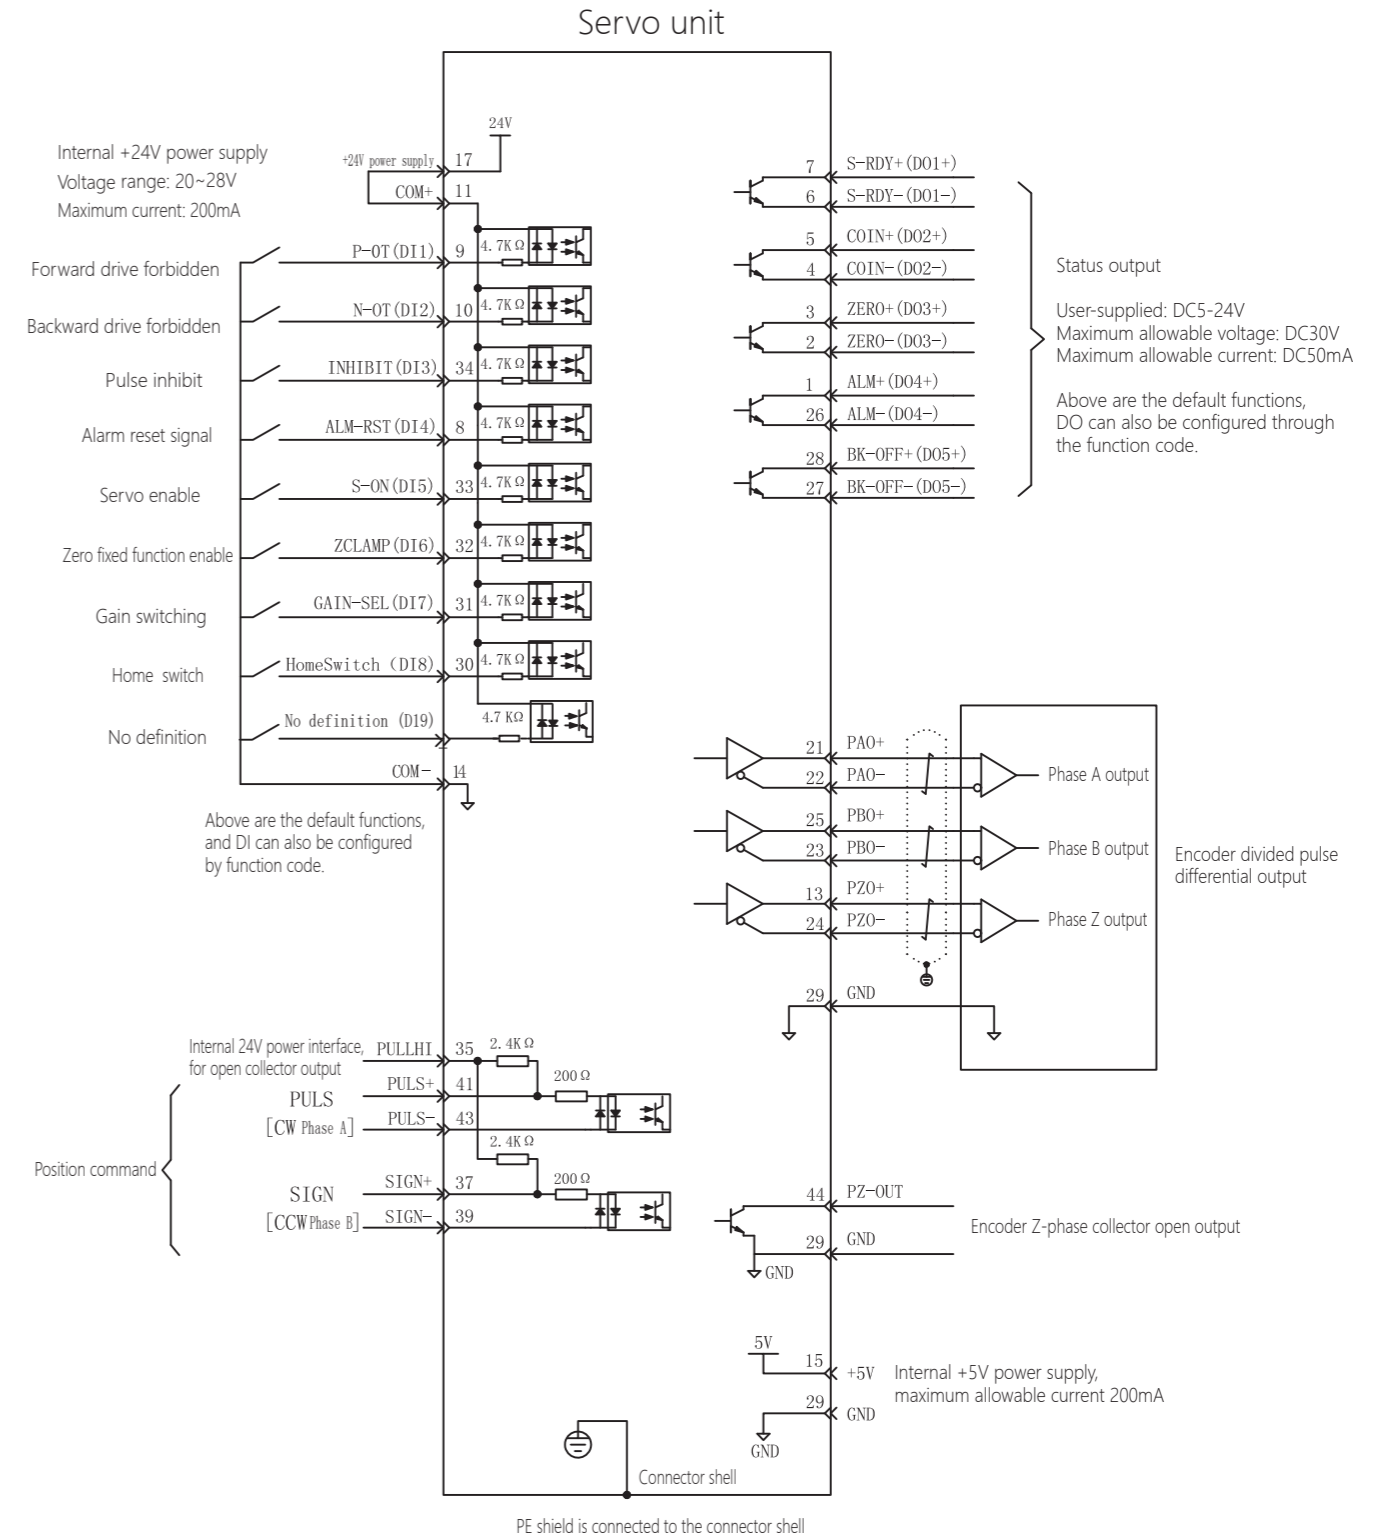 Servo unit
24V
Internal +24V power supply
Voltage range: 20~28V
Maximum current: 200mA
+24V power supply 17
COM+ 11
Forward drive forbidden
P-OT(DI1) 9 4.7KΩ
Backward drive forbidden
N-OT(DI2) 10 4.7KΩ
Pulse inhibit
INHIBIT(DI3) 34 4.7KΩ
Alarm reset signal
ALM-RST(DI4) 8 4.7KΩ
Servo enable
S-ON(DI5) 33 4.7KΩ
Zero fixed function enable
ZCLAMP(DI6) 32 4.7KΩ
Gain switching
GAIN-SEL(DI7) 31 4.7KΩ
Home switch
HomeSwitch (DI8) 30 4.7KΩ
No definition
No definition (D19) 4.7 KΩ
COM- 14
Above are the default functions,
and DI can also be configured
by function code.
7 S-RDY+(DO1+)
6 S-RDY-(DO1-)
5 COIN+(DO2+)
4 COIN-(DO2-)
3 ZERO+(DO3+)
2 ZERO-(DO3-)
1 ALM+(DO4+)
26 ALM-(DO4-)
28 BK-OFF+(DO5+)
27 BK-OFF-(DO5-)
Status output
User-supplied: DC5-24V
Maximum allowable voltage: DC30V
Maximum allowable current: DC50mA
Above are the default functions,
DO can also be configured through
the function code.
21 PAO+
22 PAO-
Phase A output
25 PBO+
23 PBO-
Phase B output
13 PZO+
24 PZO-
Phase Z output
Encoder divided pulse
differential output
29 GND
Internal 24V power interface,
for open collector output
PULLHI 35 2.4KΩ
PULS+ 41 200Ω
PULS
PULS- 43
[CW Phase A]
2.4KΩ
Position command
SIGN+ 37 200Ω
SIGN
SIGN- 39
[CCW Phase B]
44 PZ-OUT
Encoder Z-phase collector open output
29 GND
GND
5V
15 +5V
Internal +5V power supply,
maximum allowable current 200mA
29 GND
GND
Connector shell
PE shield is connected to the connector shell